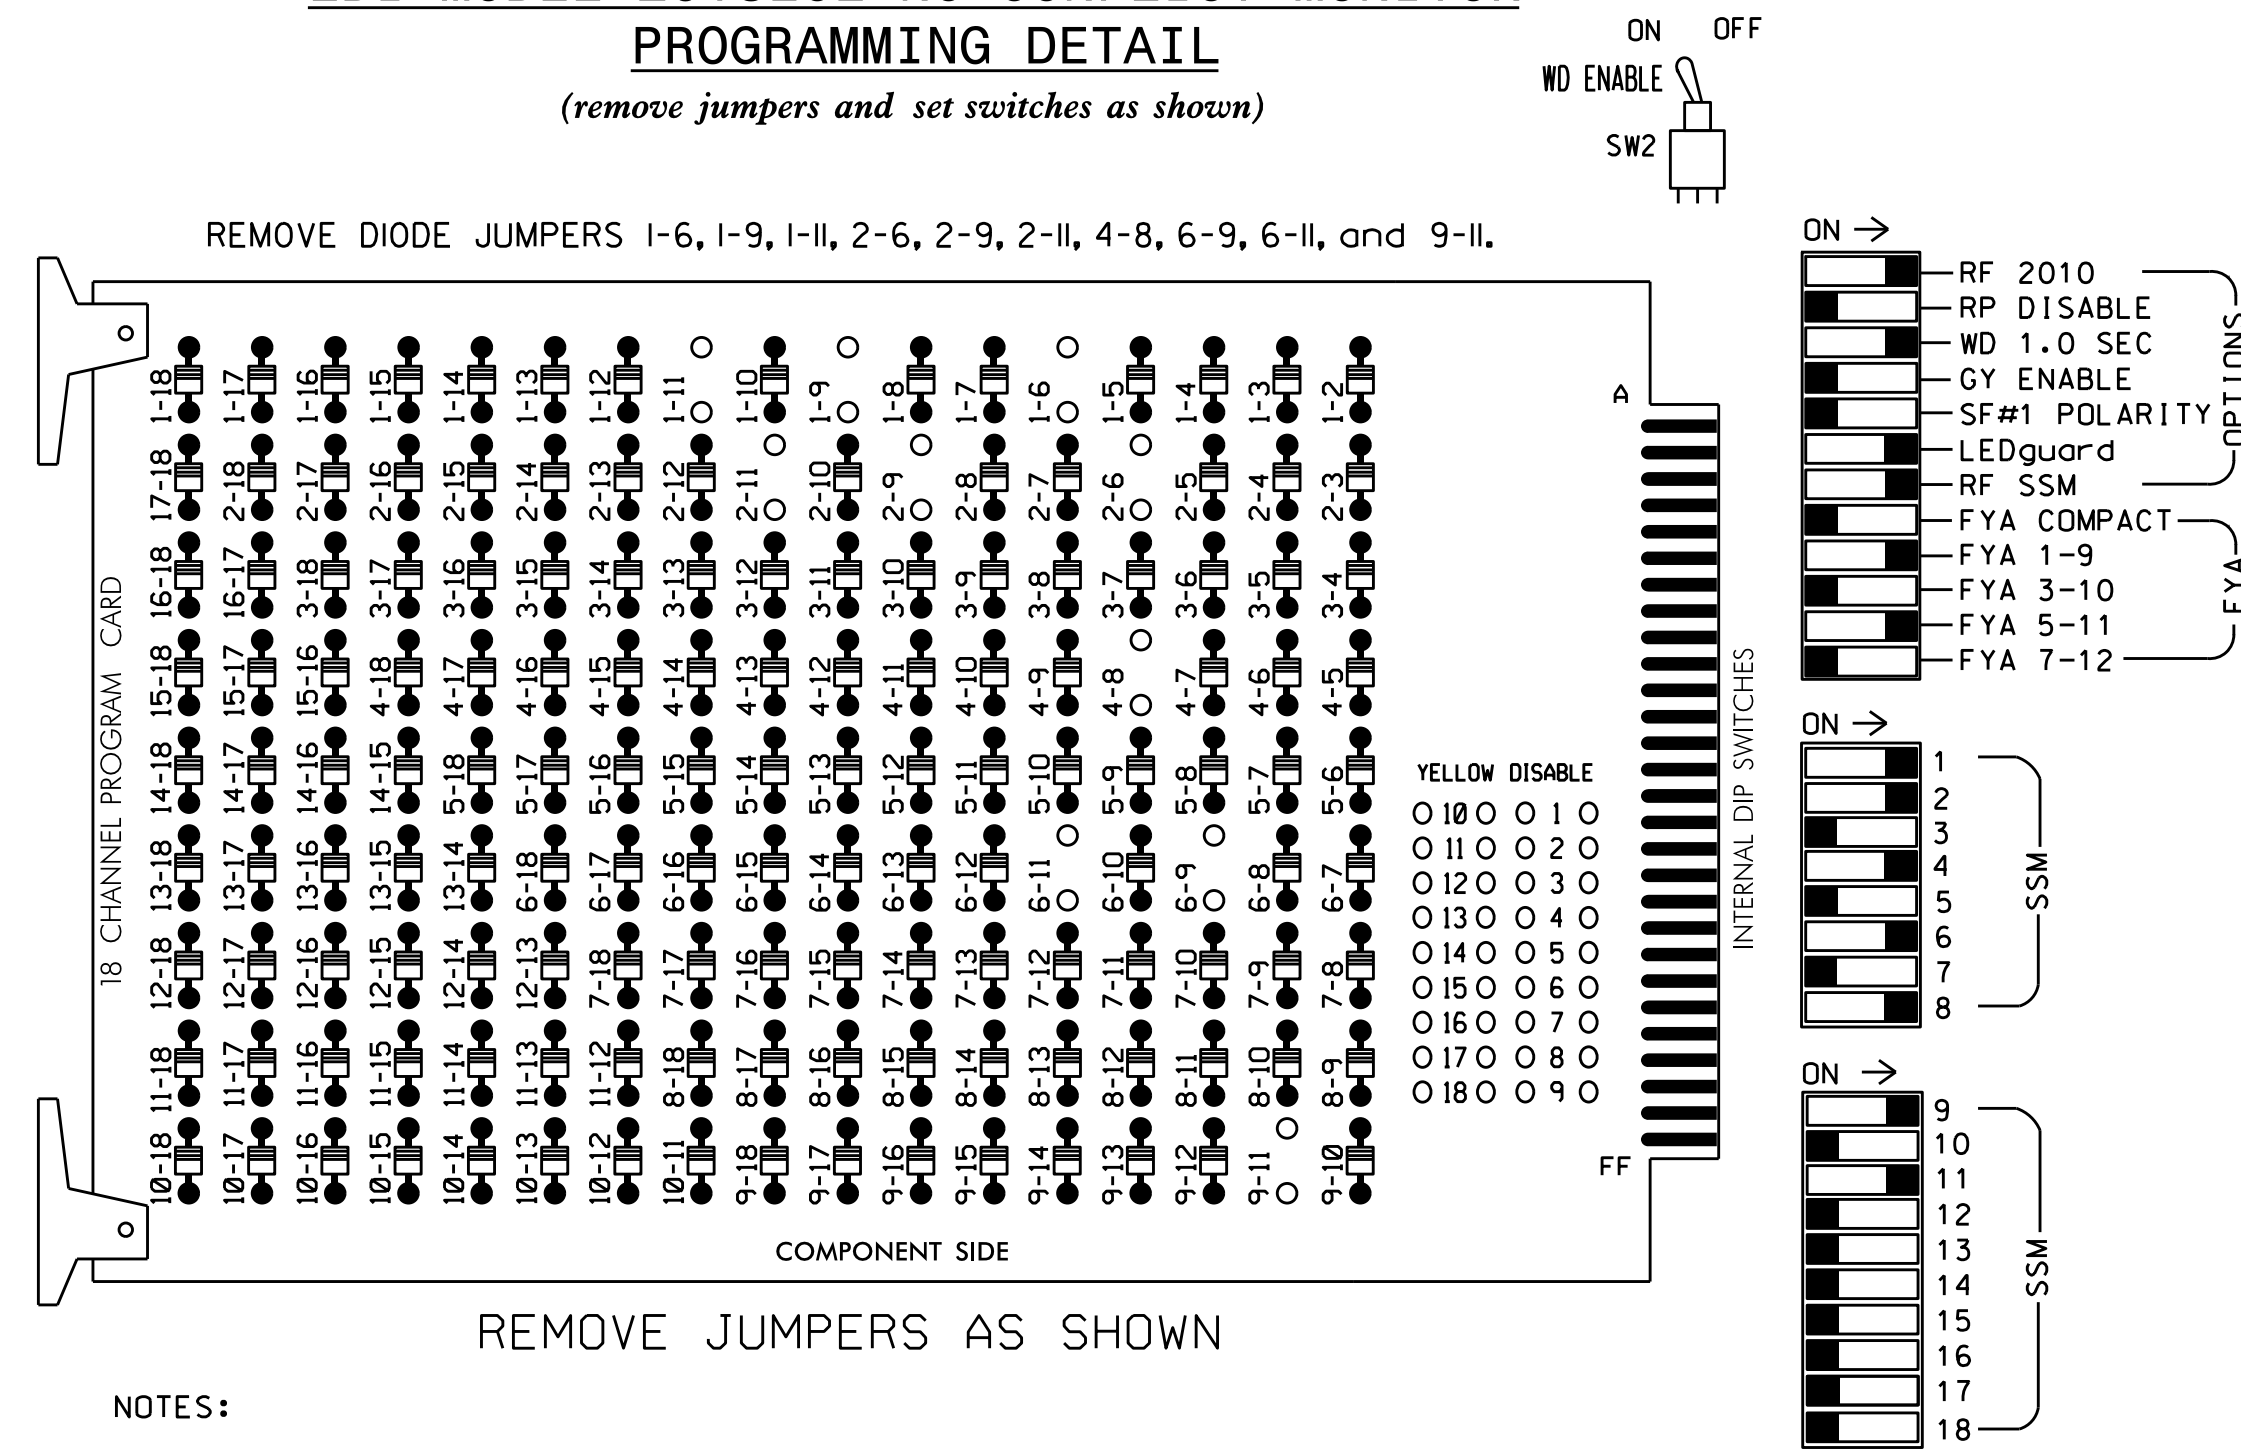 PROGRAMMING DETAIL
(remove jumpers and set switches as shown)
ON OFF
WD ENABLE
SW2
REMOVE DIODE JUMPERS 1-6, 1-9, 1-11, 2-6, 2-9, 2-11, 4-8, 6-9, 6-11, and 9-11.
1-18 1-17 1-16 1-15 1-14 1-13 1-12 1-11 1-10 1-9 1-8 1-7 1-6 1-5 1-4 1-3 1-2
17-18 2-18 2-17 2-16 2-15 2-14 2-13 2-12 2-11 2-10 2-9 2-8 2-7 2-6 2-5 2-4 2-3
16-18 16-17 3-18 3-17 3-16 3-15 3-14 3-13 3-12 3-11 3-10 3-9 3-8 3-7 3-6 3-5 3-4
15-18 15-17 15-16 4-18 4-17 4-16 4-15 4-14 4-13 4-12 4-11 4-10 4-9 4-8 4-7 4-6 4-5
14-18 14-17 14-16 14-15 5-18 5-17 5-16 5-15 5-14 5-13 5-12 5-11 5-10 5-9 5-8 5-7 5-6
13-18 13-17 13-16 13-15 13-14 6-18 6-17 6-16 6-15 6-14 6-13 6-12 6-11 6-10 6-9 6-8 6-7
12-18 12-17 12-16 12-15 12-14 12-13 7-18 7-17 7-16 7-15 7-14 7-13 7-12 7-11 7-10 7-9 7-8
11-18 11-17 11-16 11-15 11-14 11-13 11-12 8-18 8-17 8-16 8-15 8-14 8-13 8-12 8-11 8-10 8-9
10-18 10-17 10-16 10-15 10-14 10-13 10-12 10-11 9-18 9-17 9-16 9-15 9-14 9-13 9-12 9-11 9-10
18 CHANNEL PROGRAM CARD
A
FF
YELLOW DISABLE
10 1
11 2
12 3
13 4
14 5
15 6
16 7
17 8
18 9
COMPONENT SIDE
INTERNAL DIP SWITCHES
ON
RF 2010
RP DISABLE
WD 1.0 SEC
GY ENABLE
SF#1 POLARITY
LEDguard
RF SSM
OPTIONS
FYA COMPACT
FYA 1-9
FYA 3-10
FYA 5-11
FYA 7-12
FYA
ON
1
2
3
4
5
6
7
8
SSM
ON
9
10
11
12
13
14
15
16
17
18
SSM
REMOVE JUMPERS AS SHOWN
NOTES: